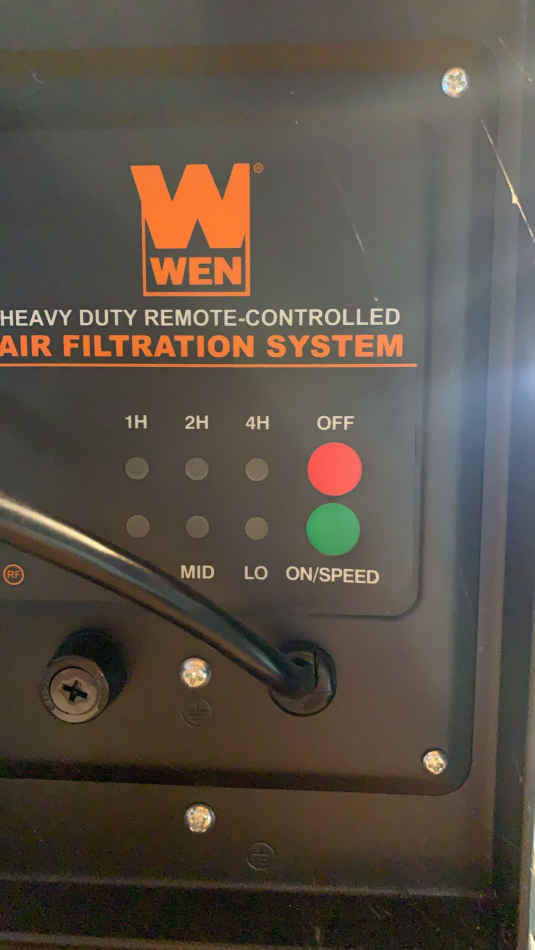 WEN®
HEAVY DUTY REMOTE-CONTROLLED
AIR FILTRATION SYSTEM
1H 2H 4H OFF
MID LO ON/SPEED
RF